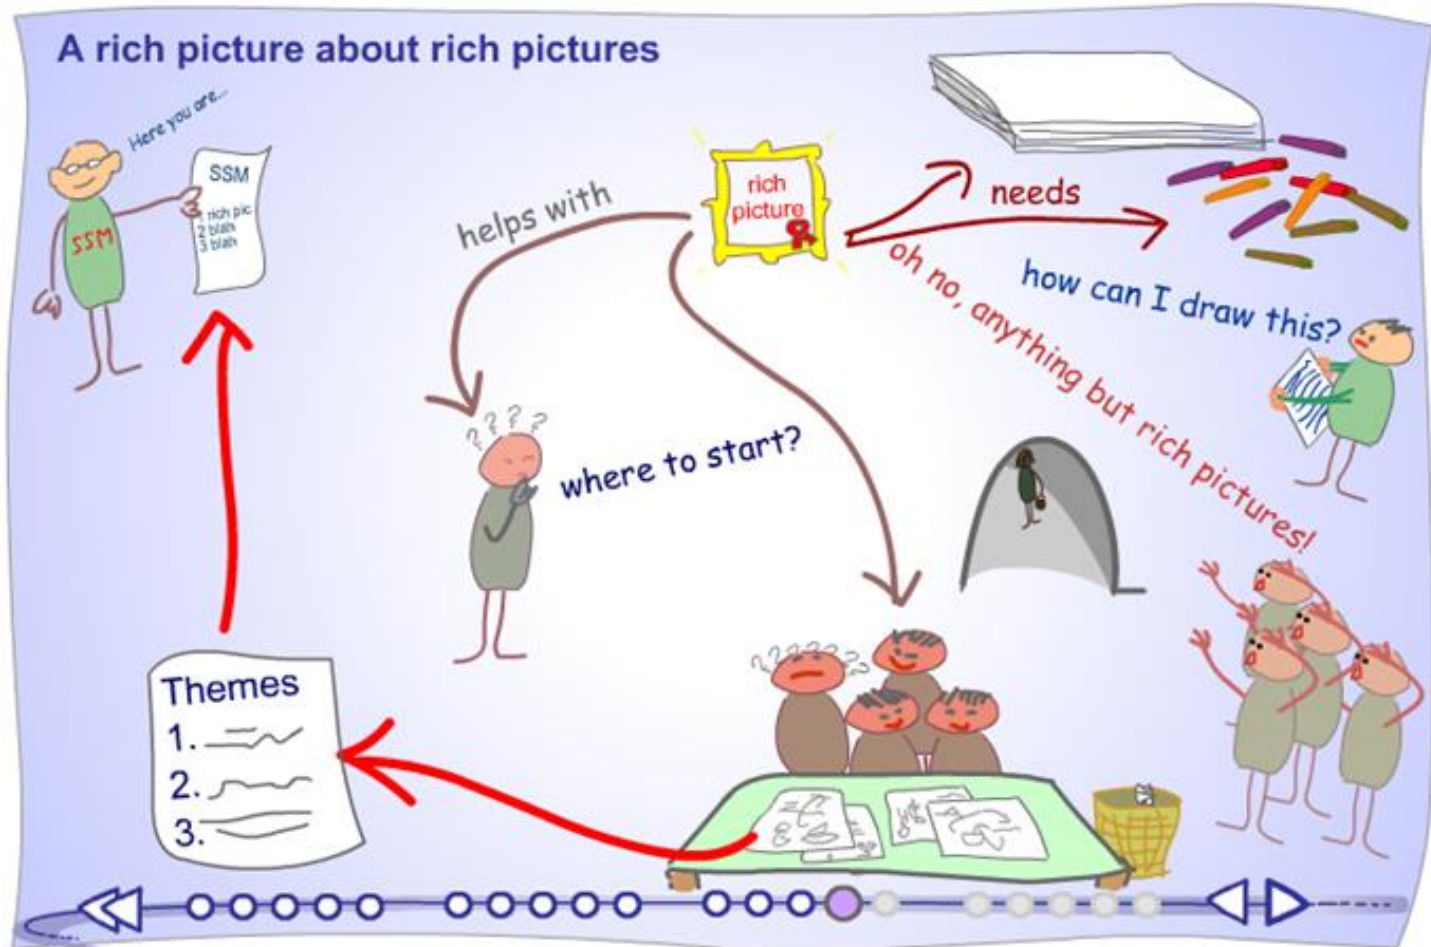 A rich picture about rich pictures
Here you are...
SSM
1 rich pic
2 blah
3 blah
SSM
helps with
rich
picture
needs
oh no, anything but rich pictures!
how can I draw this?
? ? ? ?
where to start?
Themes
1.
2.
3.